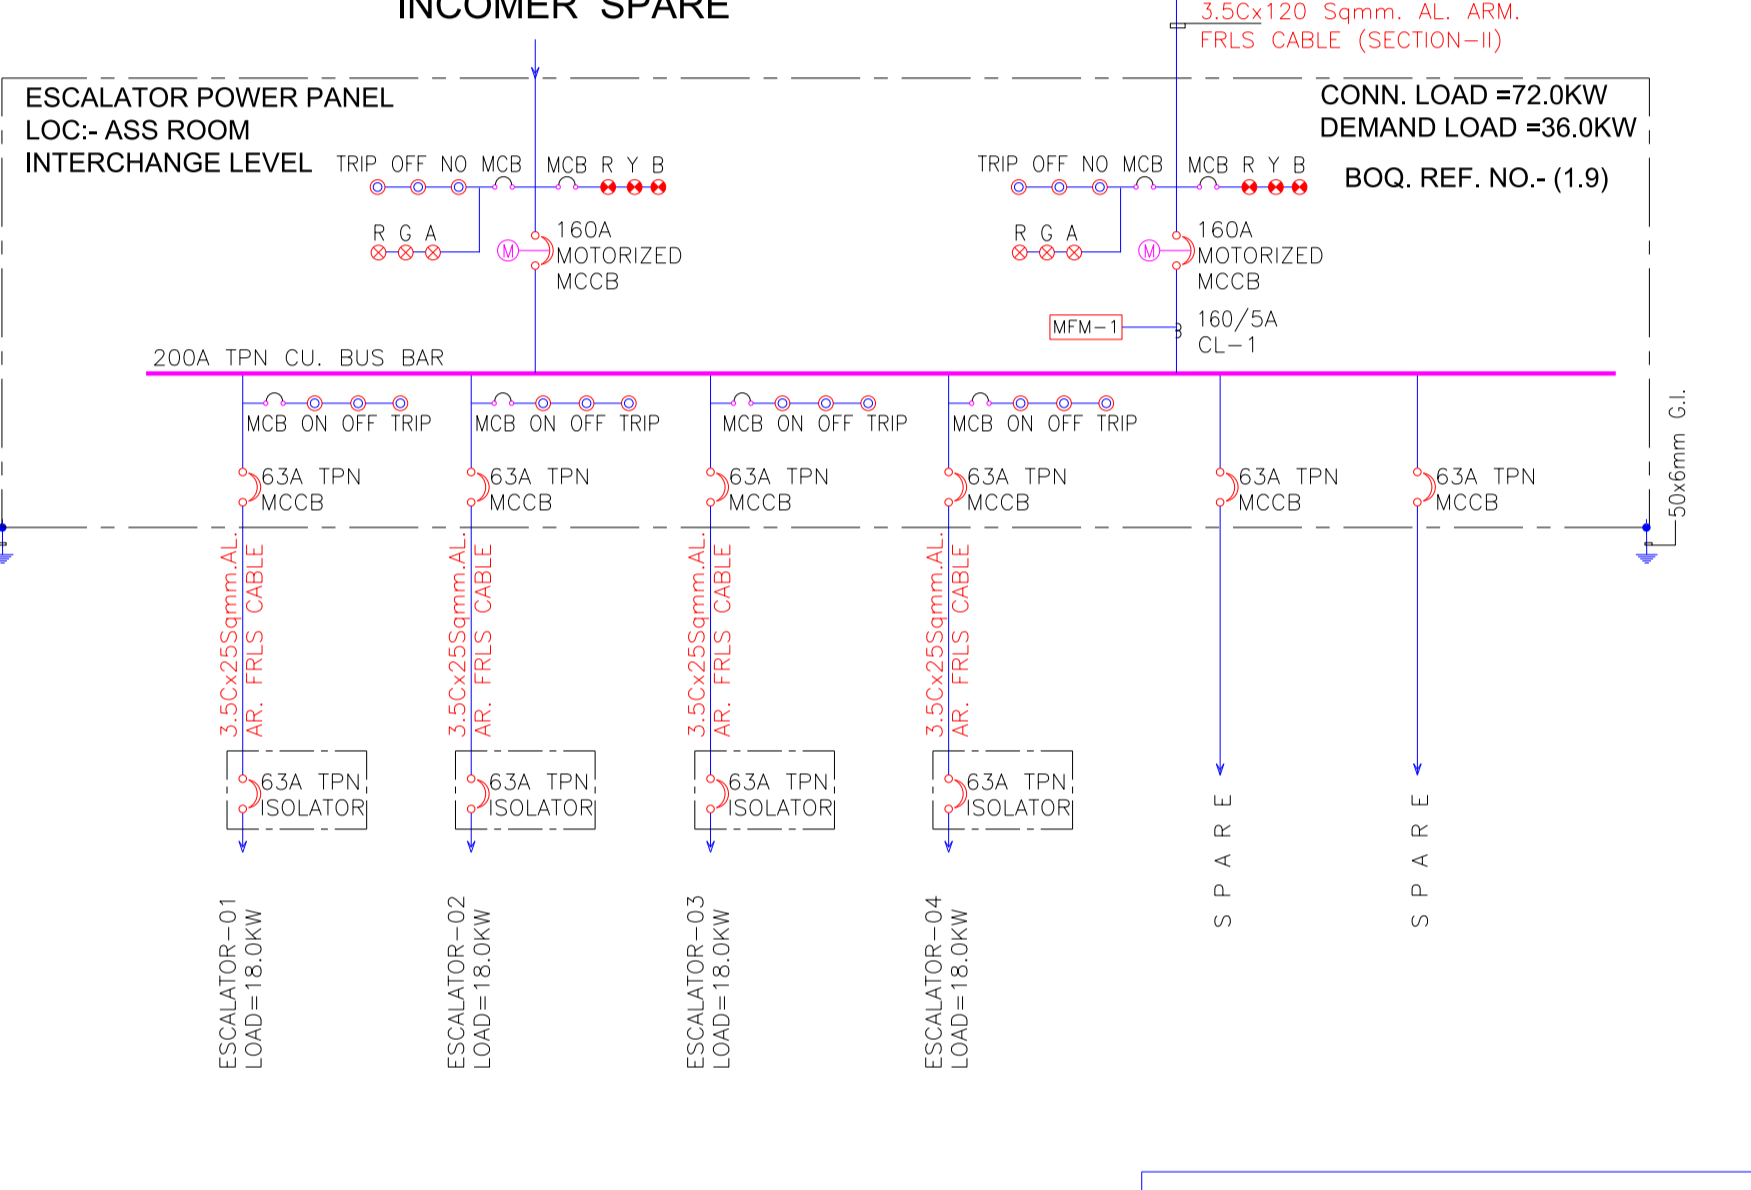 INCOMER SPARE
3.5Cx120 Sqmm. AL. ARM.
FRLS CABLE (SECTION-II)
ESCALATOR POWER PANEL
LOC:- ASS ROOM
INTERCHANGE LEVEL
CONN. LOAD =72.0KW
DEMAND LOAD =36.0KW
BOQ. REF. NO.- (1.9)
TRIP OFF NO MCB MCB R Y B
R G A
M
160A
MOTORIZED
MCCB
TRIP OFF NO MCB MCB R Y B
R G A
M
160A
MOTORIZED
MCCB
MFM-1
160/5A
CL-1
200A TPN CU. BUS BAR
MCB ON OFF TRIP
MCB ON OFF TRIP
MCB ON OFF TRIP
MCB ON OFF TRIP
63A TPN
MCCB
63A TPN
MCCB
63A TPN
MCCB
63A TPN
MCCB
63A TPN
MCCB
63A TPN
MCCB
50x6mm G.I.
3.5Cx25Sqmm.AL.
AR. FRLS CABLE
3.5Cx25Sqmm.AL.
AR. FRLS CABLE
3.5Cx25Sqmm.AL.
AR. FRLS CABLE
3.5Cx25Sqmm.AL.
AR. FRLS CABLE
63A TPN
ISOLATOR
63A TPN
ISOLATOR
63A TPN
ISOLATOR
63A TPN
ISOLATOR
ESCALATOR-01
LOAD=18.0KW
ESCALATOR-02
LOAD=18.0KW
ESCALATOR-03
LOAD=18.0KW
ESCALATOR-04
LOAD=18.0KW
SPARE
SPARE